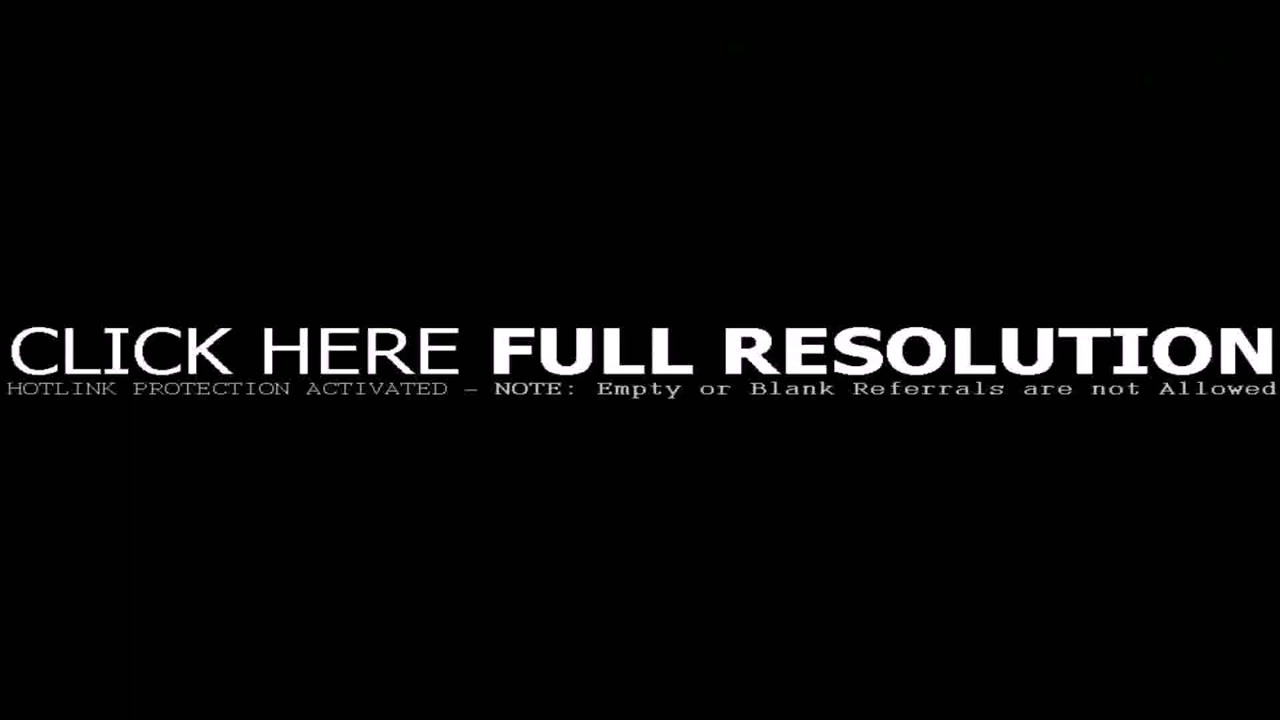 CLICK HERE FULL RESOLUTION
HOTLINK PROTECTION ACTIVATED - NOTE: Empty or Blank Referrals are not Allowed